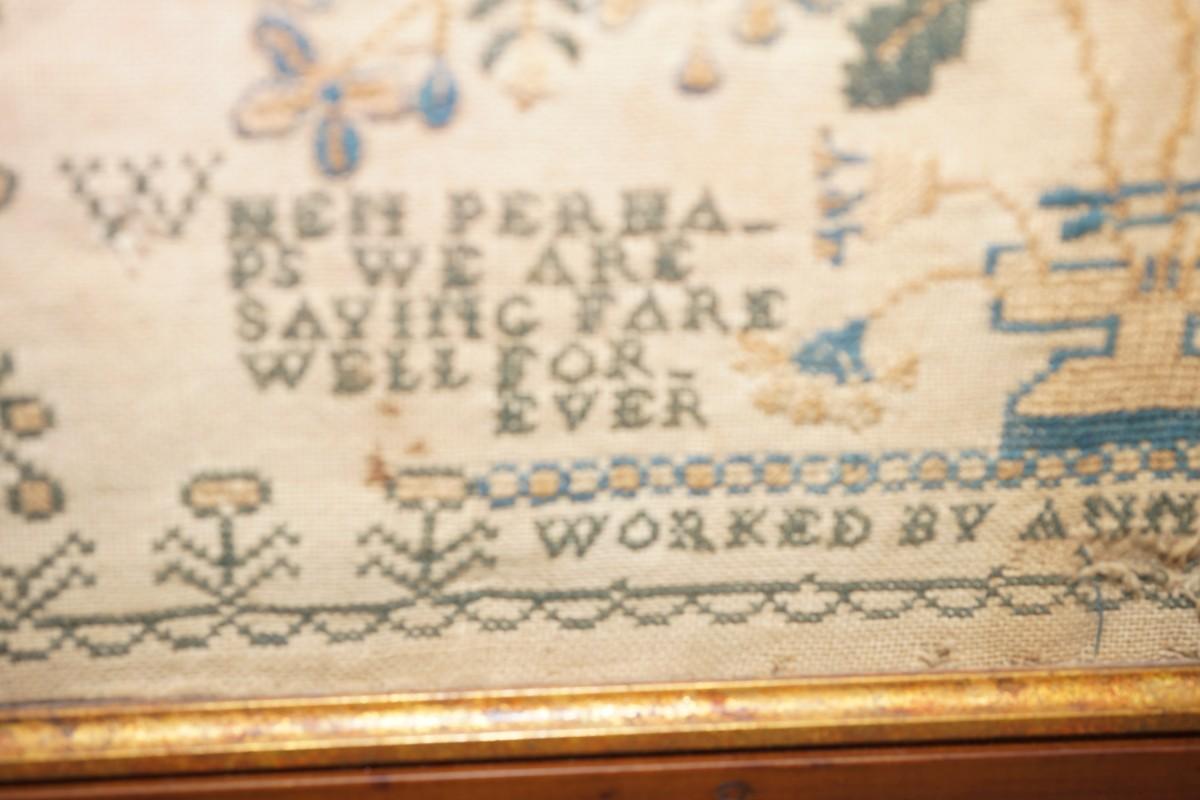 WHEN PERHA-
PS WE ARE
SAYING FARE
WELL FOR-
EVER
WORKED BY ANN